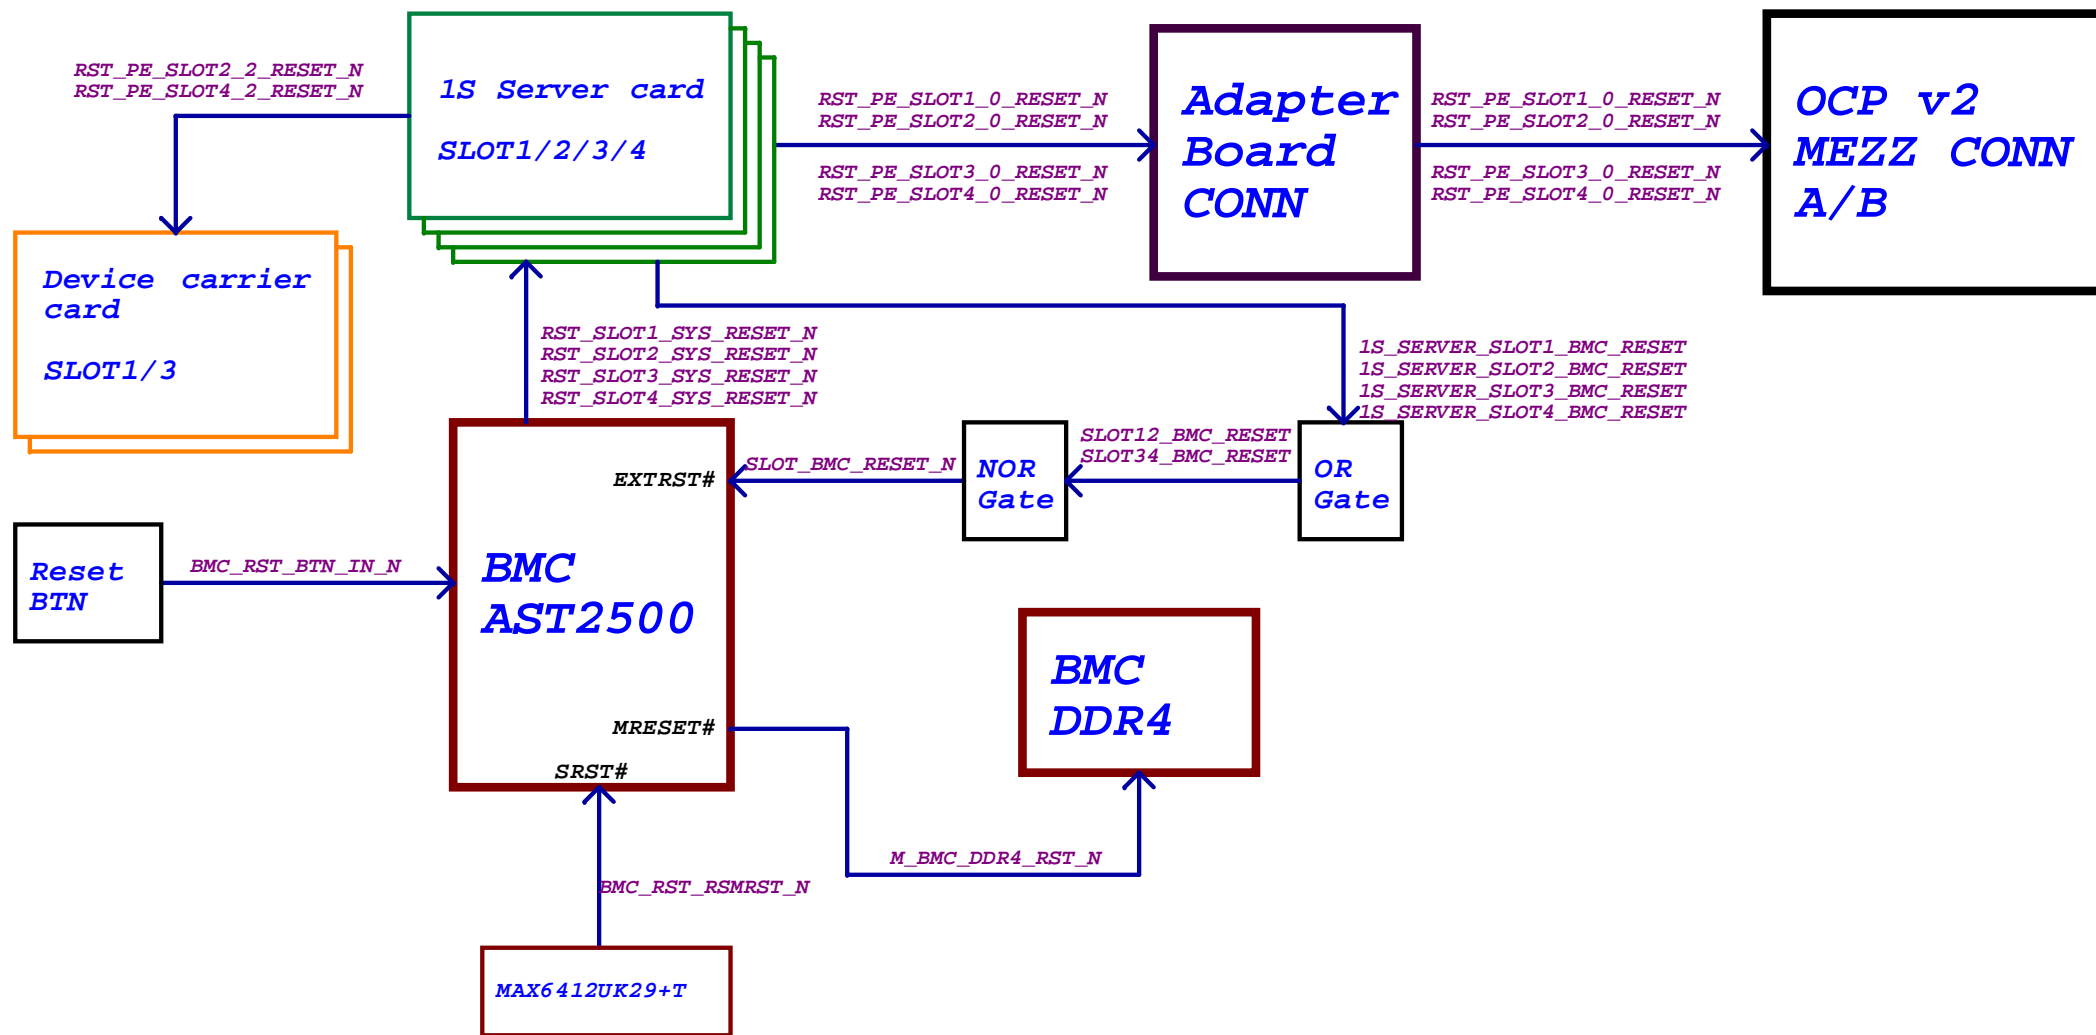 RST_PE_SLOT2_2_RESET_N
RST_PE_SLOT4_2_RESET_N
1S Server card
SLOT1/2/3/4
RST_PE_SLOT1_0_RESET_N
RST_PE_SLOT2_0_RESET_N
RST_PE_SLOT3_0_RESET_N
RST_PE_SLOT4_0_RESET_N
Adapter
Board
CONN
RST_PE_SLOT1_0_RESET_N
RST_PE_SLOT2_0_RESET_N
RST_PE_SLOT3_0_RESET_N
RST_PE_SLOT4_0_RESET_N
OCP v2
MEZZ CONN
A/B
Device carrier
card
SLOT1/3
RST_SLOT1_SYS_RESET_N
RST_SLOT2_SYS_RESET_N
RST_SLOT3_SYS_RESET_N
RST_SLOT4_SYS_RESET_N
1S_SERVER_SLOT1_BMC_RESET
1S_SERVER_SLOT2_BMC_RESET
1S_SERVER_SLOT3_BMC_RESET
1S_SERVER_SLOT4_BMC_RESET
EXTRST#
SLOT_BMC_RESET_N
NOR
Gate
SLOT12_BMC_RESET
SLOT34_BMC_RESET
OR
Gate
Reset
BTN
BMC_RST_BTN_IN_N
BMC
AST2500
MRESET#
SRST#
BMC
DDR4
M_BMC_DDR4_RST_N
BMC_RST_RSMRST_N
MAX6412UK29+T